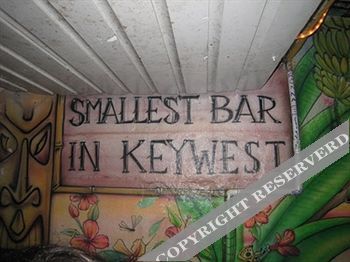 SMALLEST BAR
IN KEYWEST
COPYRIGHT RESERVERD